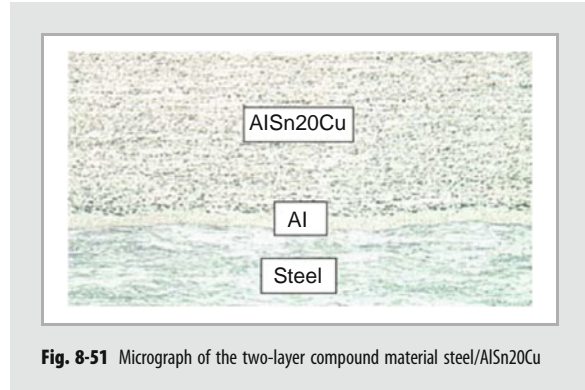 AlSn20Cu
Al
Steel
Fig. 8-51 Micrograph of the two-layer compound material steel/AlSn20Cu